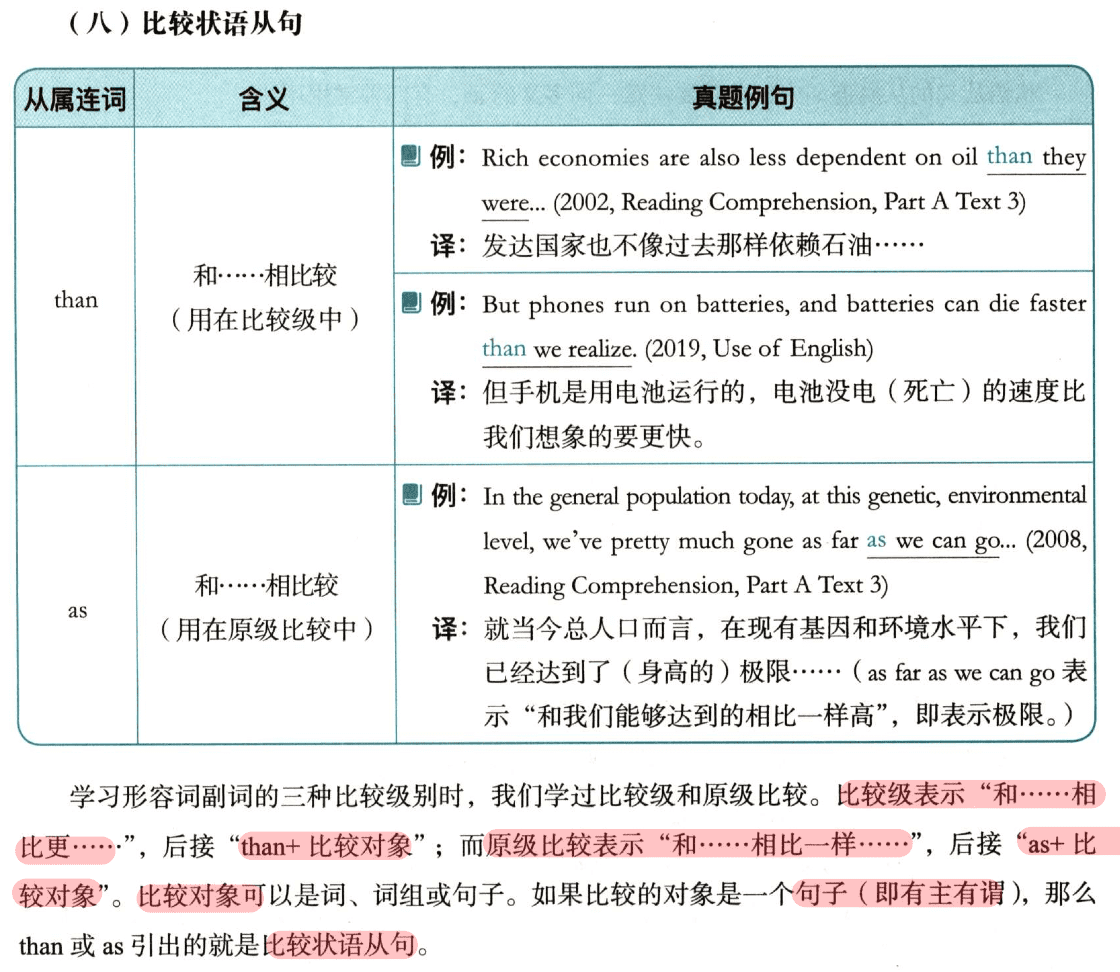 （八）比较状语从句
从属连词 含义 真题例句
than
和……相比较
（用在比较级中）
例： Rich economies are also less dependent on oil than they
were... (2002, Reading Comprehension, Part A Text 3)
译： 发达国家也不像过去那样依赖石油……
例： But phones run on batteries, and batteries can die faster
than we realize. (2019, Use of English)
译： 但手机是用电池运行的，电池没电（死亡）的速度比
我们想象的要更快。
as
和……相比较
（用在原级比较中）
例： In the general population today, at this genetic, environmental
level, we’ve pretty much gone as far as we can go... (2008,
Reading Comprehension, Part A Text 3)
译： 就当今总人口而言，在现有基因和环境水平下，我们
已经达到了（身高的）极限……（as far as we can go 表
示“和我们能够达到的相比一样高”，即表示极限。）
学习形容词副词的三种比较级别时，我们学过比较级和原级比较。比较级表示“和……相
比更……”，后接“than+ 比较对象”；而原级比较表示“和……相比一样……”，后接“as+ 比
较对象”。比较对象可以是词、词组或句子。如果比较的对象是一个句子（即有主有谓），那么
than 或 as 引出的就是比较状语从句。